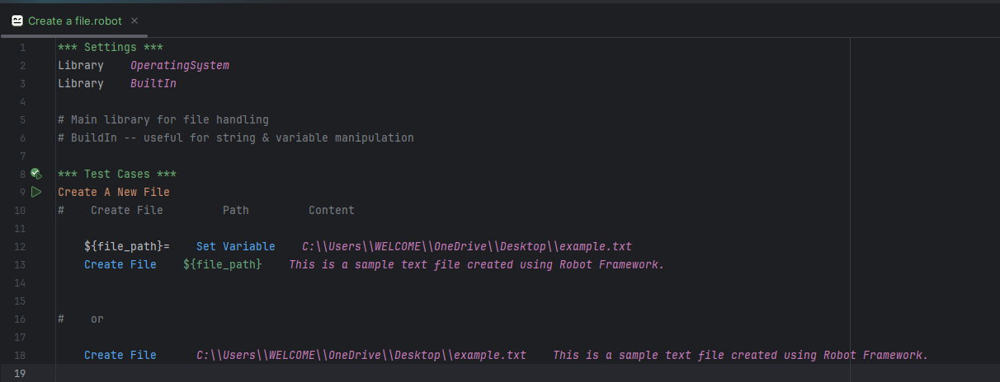 Create a file.robot ×
1 *** Settings ***
2 Library    OperatingSystem
3 Library    BuiltIn
4
5 # Main library for file handling
6 # BuildIn -- useful for string & variable manipulation
7
8 *** Test Cases ***
9 Create A New File
10 #    Create File         Path         Content
11
12     ${file_path}=    Set Variable    C:\\Users\\WELCOME\\OneDrive\\Desktop\\example.txt
13     Create File    ${file_path}    This is a sample text file created using Robot Framework.
14
15
16 #    or
17
18     Create File      C:\\Users\\WELCOME\\OneDrive\\Desktop\\example.txt    This is a sample text file created using Robot Framework.
19